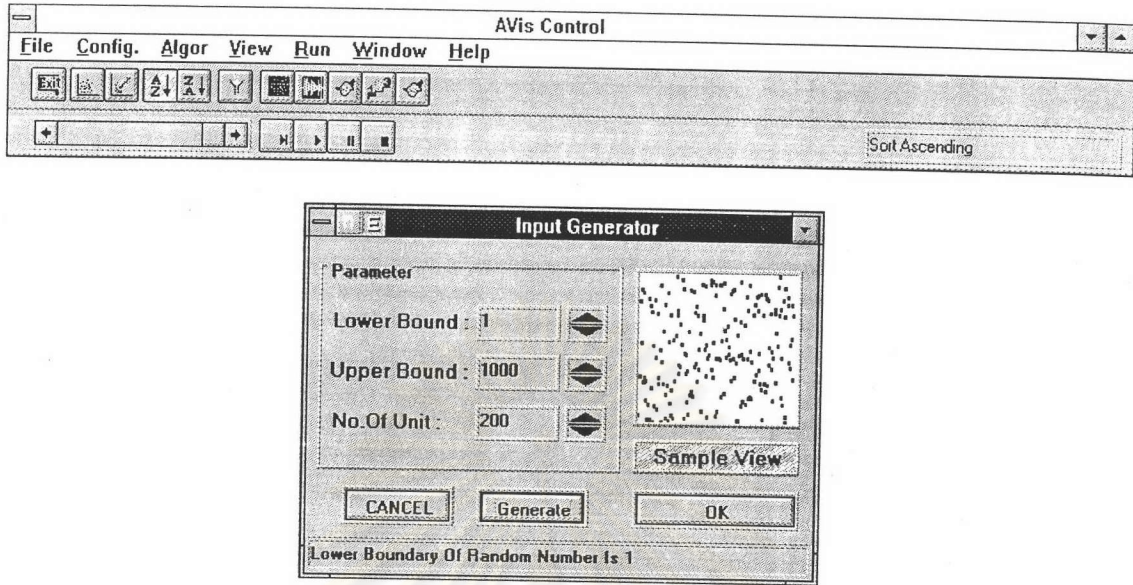 AVis Control
File Config. Algor View Run Window Help
Exit A Z Z A
Sort Ascending
Input Generator
Parameter
Lower Bound : 1
Upper Bound : 1000
No.Of Unit : 200
Sample View
CANCEL Generate OK
Lower Boundary Of Random Number Is 1